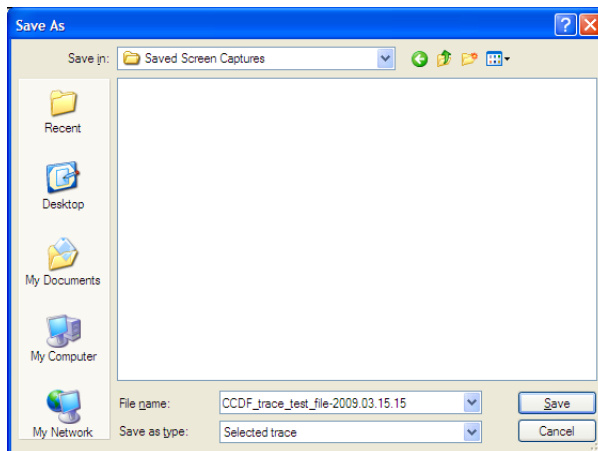 Save As
Save in: Saved Screen Captures
Recent
Desktop
My Documents
My Computer
My Network
File name: CCDF_trace_test_file-2009.03.15.15 Save
Save as type: Selected trace Cancel